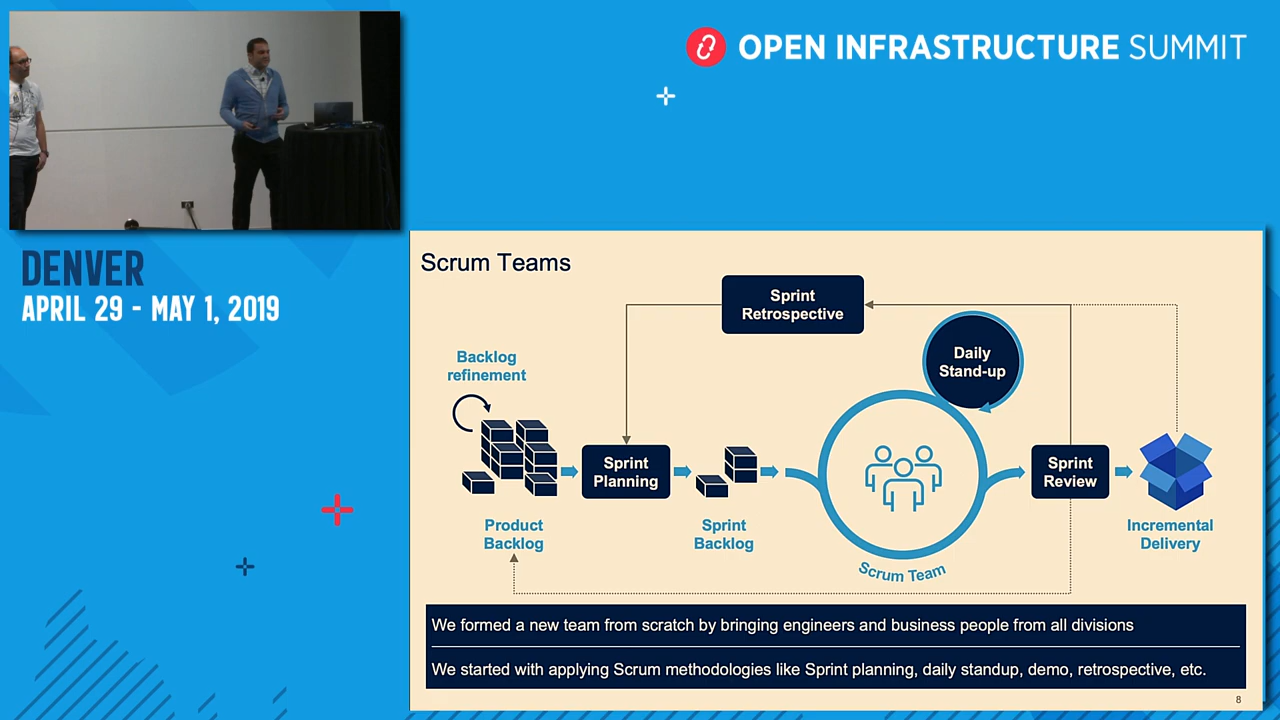 OPEN INFRASTRUCTURE SUMMIT
DENVER
APRIL 29 - MAY 1, 2019
Scrum Teams
Sprint
Retrospective
Daily
Stand-up
Backlog
refinement
Sprint
Planning
Sprint
Review
Product
Backlog
Sprint
Backlog
Scrum Team
Incremental
Delivery
We formed a new team from scratch by bringing engineers and business people from all divisions
We started with applying Scrum methodologies like Sprint planning, daily standup, demo, retrospective, etc.
8